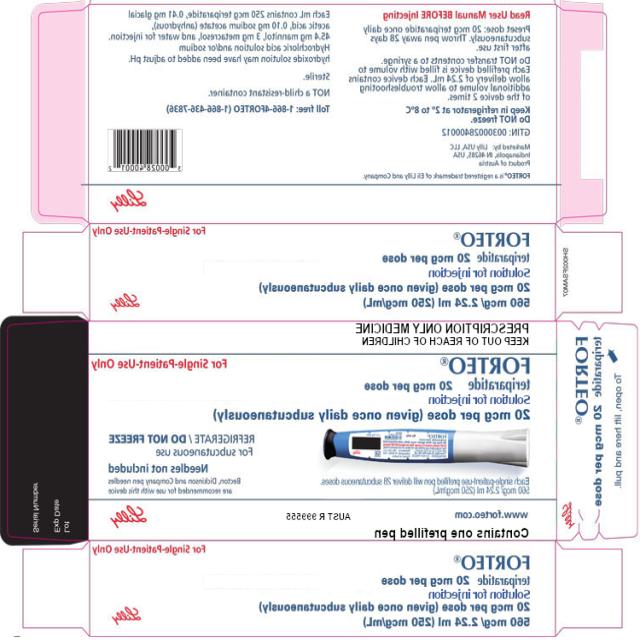 Read User Manual BEFORE Injecting
Preset dose: 20 mcg teriparatide once daily
subcutaneously. Throw pen away 28 days
after first use.
DO NOT transfer contents to a syringe.
Each prefilled device is filled with volume to
allow delivery of 2.24 mL. Each device contains
additional volume to allow troubleshooting
of the device 2 times.
Keep in refrigerator at 2° to 8°C
Do NOT freeze.
GTIN: 00300028400012
Marketed by: Lilly, USA, LLC
Indianapolis, IN 46285, USA
Product of Austria
FORTEO® is a registered trademark of Eli Lilly and Company
Each mL contains 250 mcg teriparatide, 0.41 mg glacial
acetic acid, 0.10 mg sodium acetate (anhydrous),
45.4 mg mannitol, 3 mg metacresol, and water for injection.
Hydrochloric acid solution and/or sodium
hydroxide solution may have been added to adjust pH.
Sterile.
NOT a child-resistant container.
Toll free: 1-866-4FORTEO (1-866-436-7836)
3 00028 40001 2
Lilly
FORTEO®
For Single-Patient-Use Only
teriparatide 20 mcg per dose
Solution for injection
20 mcg per dose (given once daily subcutaneously)
560 mcg/ 2.24 ml (250 mcg/mL)
Lilly
PRESCRIPTION ONLY MEDICINE
KEEP OUT OF REACH OF CHILDREN
FORTEO®
For Single-Patient-Use Only
teriparatide 20 mcg per dose
20 mcg per dose (given once daily subcutaneously)
REFRIGERATE / DO NOT FREEZE
For subcutaneous use
Needles not included
Becton, Dickinson and Company pen needles
are recommended for use with this device
Each single-patient-use prefilled pen will deliver 28 subcutaneous doses.
560 mcg/ 2.24 ml (250 mcg/mL)
www.forteo.com
AUST R 999555
Lilly
Contains one prefilled pen
To open, lift here and pull.
FORTEO®
teriparatide 20 mcg per dose
Lilly
Lot
Exp Date
Serial Number
FORTEO®
For Single-Patient-Use Only
teriparatide 20 mcg per dose
Solution for injection
20 mcg per dose (given once daily subcutaneously)
560 mcg/ 2.24 ml (250 mcg/mL)
Lilly